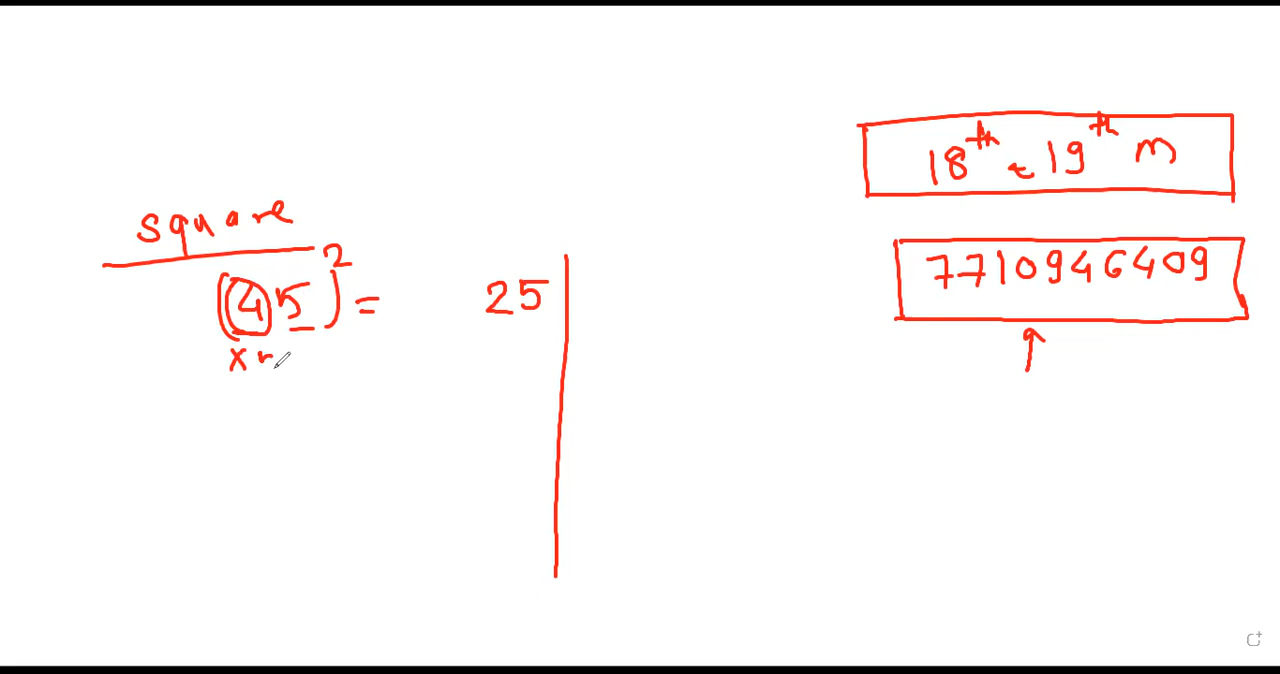 square
(45)² = 25
x n
18th - 19th m
7710946409